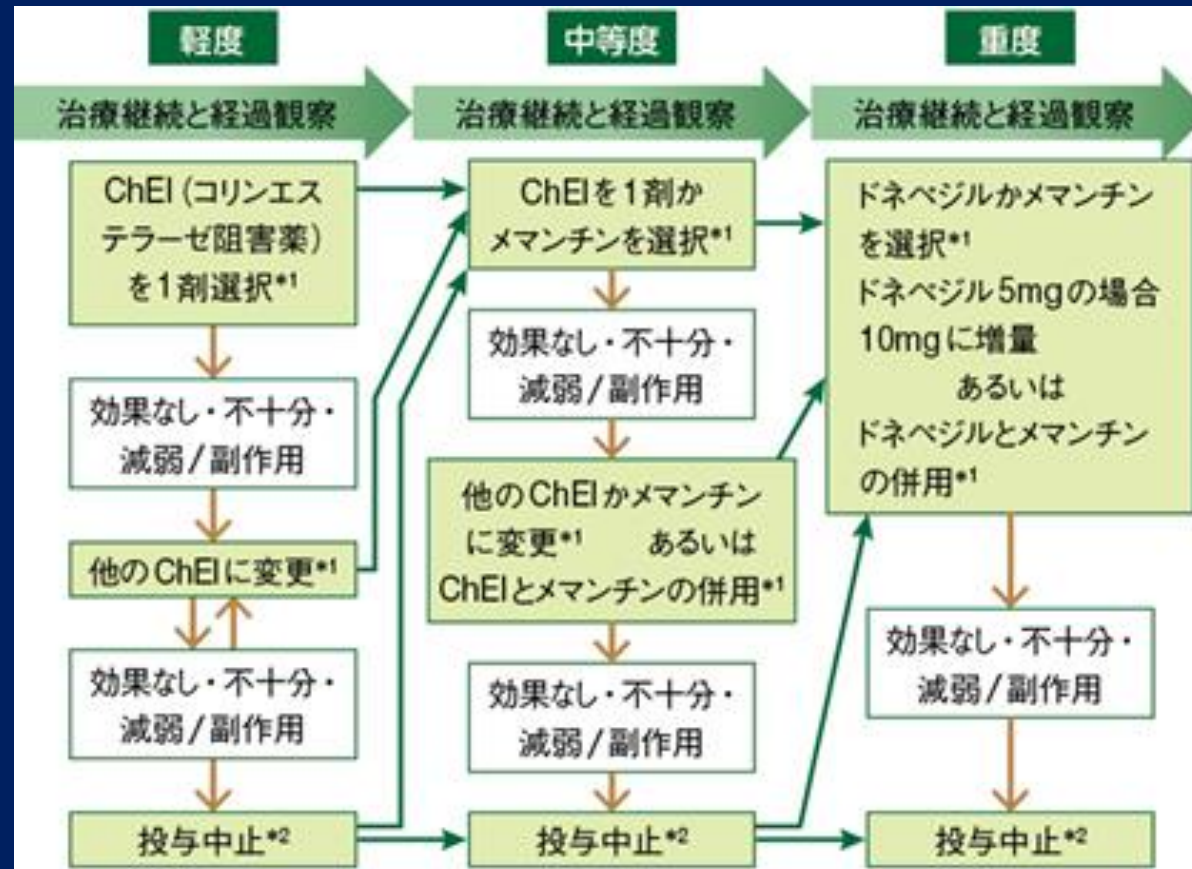 軽度
治療継続と経過観察
ChEI（コリンエス
テラーゼ阻害薬）
を1剤選択*1
効果なし・不十分・
減弱/副作用
他のChEIに変更*1
効果なし・不十分・
減弱/副作用
投与中止*2
中等度
治療継続と経過観察
ChEIを1剤か
メマンチンを選択*1
効果なし・不十分・
減弱/副作用
他のChEIかメマンチン
に変更*1　あるいは
ChEIとメマンチンの併用*1
効果なし・不十分・
減弱/副作用
投与中止*2
重度
治療継続と経過観察
ドネペジルかメマンチン
を選択*1
ドネペジル5mgの場合
10mgに増量
あるいは
ドネペジルとメマンチン
の併用*1
効果なし・不十分・
減弱/副作用
投与中止*2